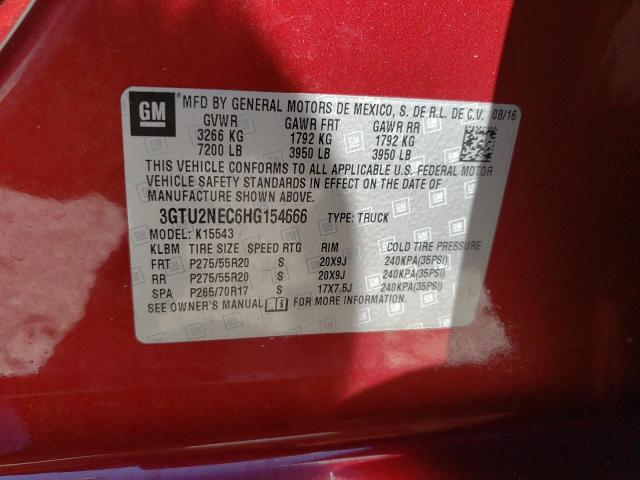 GM
MFD BY GENERAL MOTORS DE MEXICO, S. DE R.L. DE C.V. 08/16
GVWR GAWR FRT GAWR RR
3266 KG 1792 KG 1792 KG
7200 LB 3950 LB 3950 LB
THIS VEHICLE CONFORMS TO ALL APPLICABLE U.S. FEDERAL MOTOR
VEHICLE SAFETY STANDARDS IN EFFECT ON THE DATE OF
MANUFACTURE SHOWN ABOVE.
3GTU2NEC6HG154666 TYPE: TRUCK
MODEL: K15543
KLBM TIRE SIZE SPEED RTG RIM COLD TIRE PRESSURE
FRT P275/55R20 S 20X9J 240KPA(35PSI)
RR P275/55R20 S 20X9J 240KPA(35PSI)
SPA P265/70R17 S 17X7.5J 240KPA(35PSI)
SEE OWNER'S MANUAL FOR MORE INFORMATION.